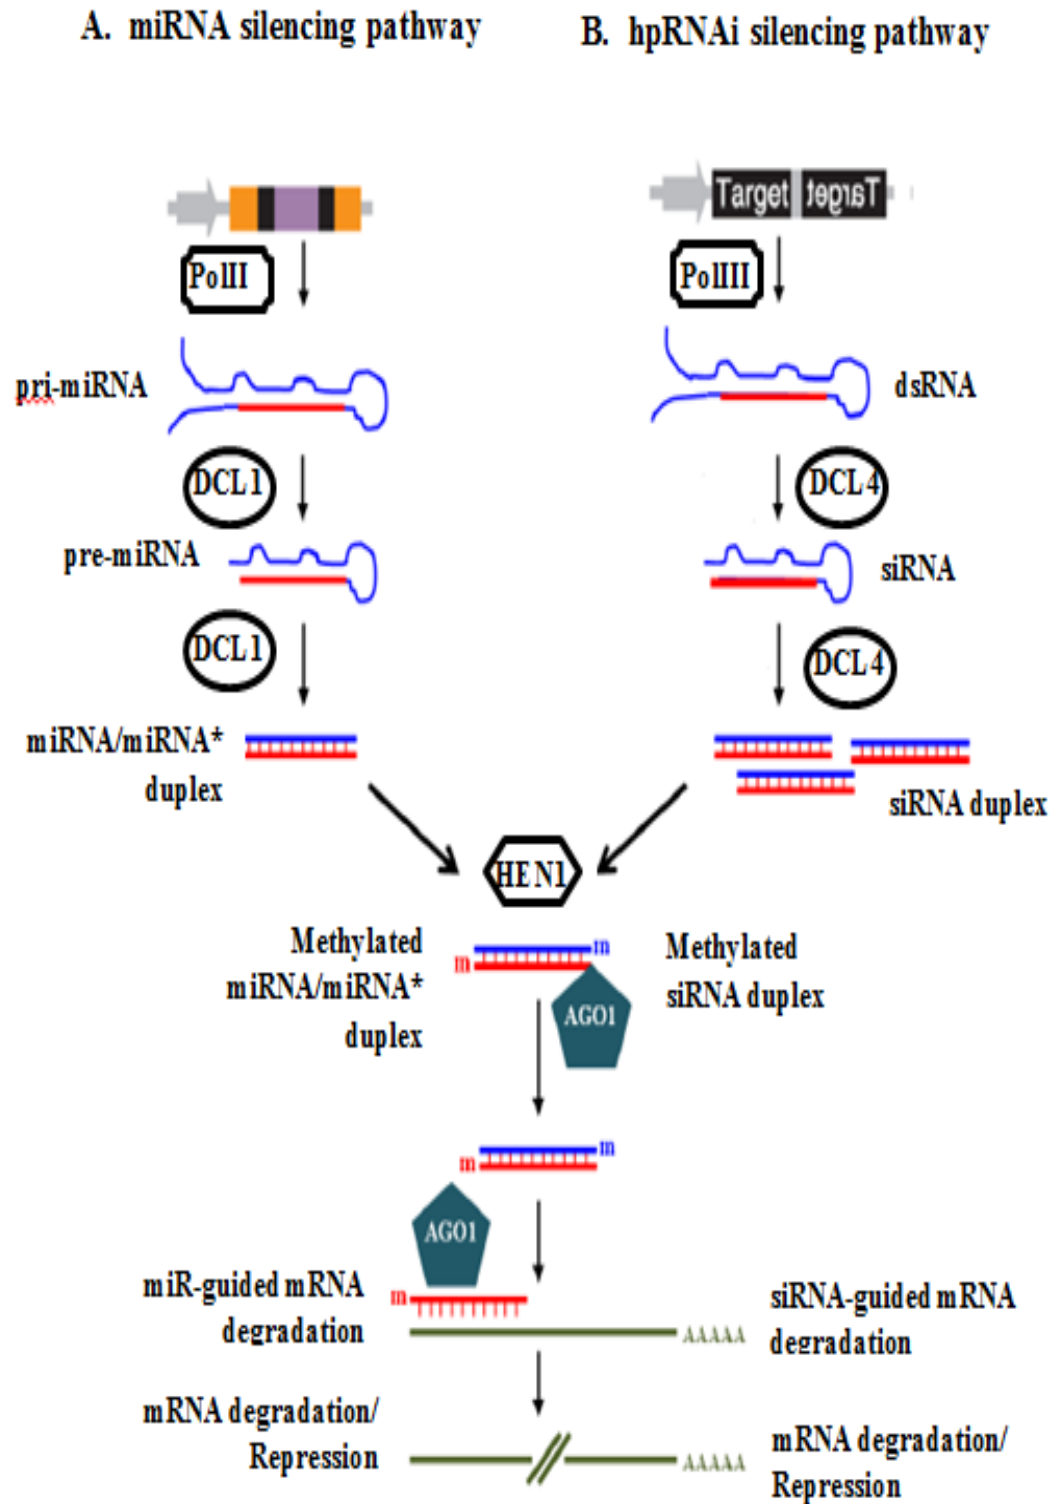 A. miRNA silencing pathway
B. hpRNAi silencing pathway
Target Target
PolII
PolIII
pri-miRNA
dsRNA
DCL1
DCL4
pre-miRNA
siRNA
DCL1
DCL4
miRNA/miRNA*
duplex
siRNA duplex
HEN1
Methylated
miRNA/miRNA*
duplex
m
m
Methylated
siRNA duplex
AGO1
m
m
AGO1
miR-guided mRNA
degradation
m
AAAAA
siRNA-guided mRNA
degradation
mRNA degradation/
Repression
AAAAA
mRNA degradation/
Repression